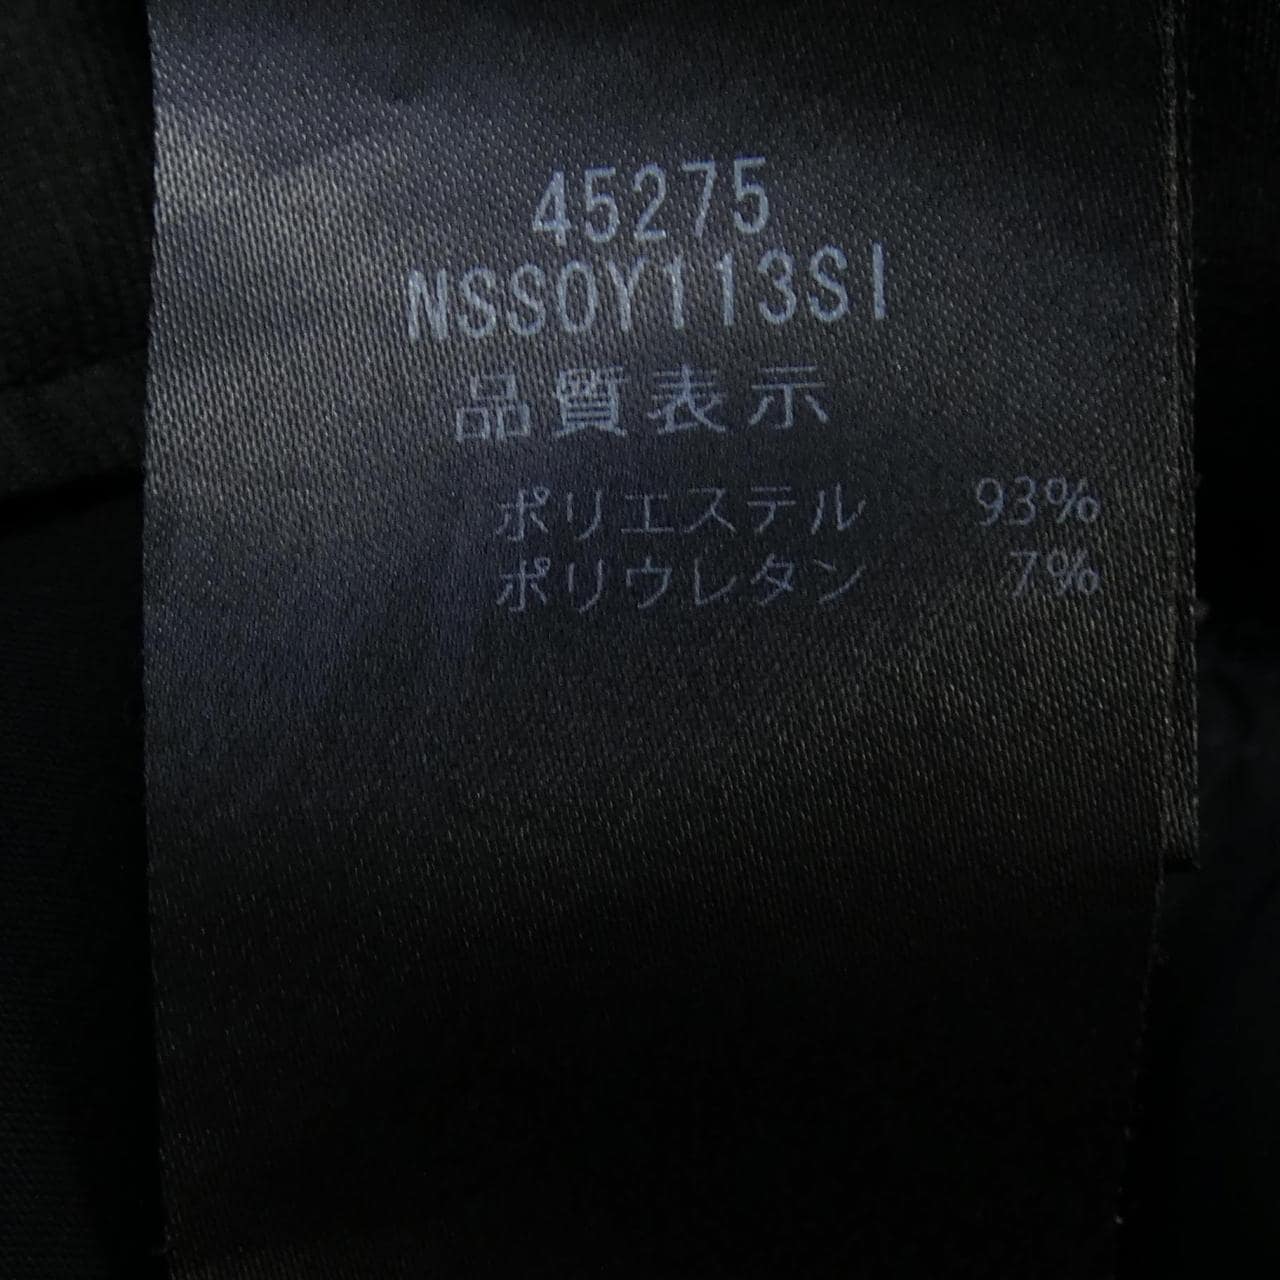 45275
NSSOY113SI
品質表示
ポリエステル 93%
ポリウレタン 7%